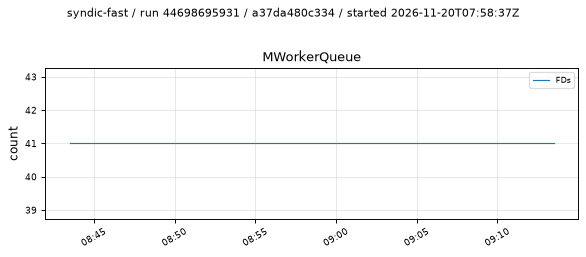 syndic-fast / run 44698695931 / a37da480c334 / started 2026-11-20T07:58:37Z
MWorkerQueue
FDs
count
43
42
41
40
39
08:45
08:50
08:55
09:00
09:05
09:10